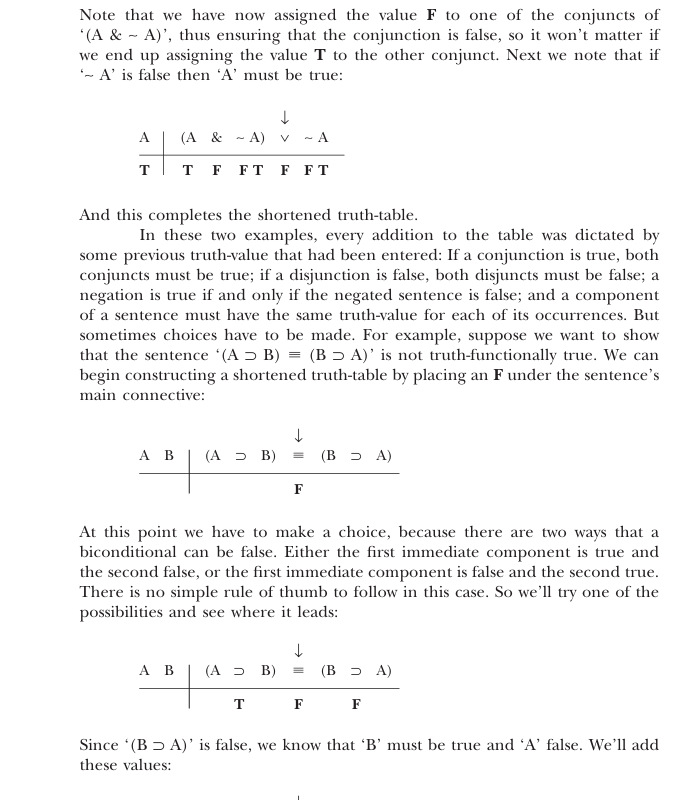 Note that we have now assigned the value F to one of the conjuncts of
‘(A & ~ A)’, thus ensuring that the conjunction is false, so it won’t matter if
we end up assigning the value T to the other conjunct. Next we note that if
‘~ A’ is false then ‘A’ must be true:
↓
A | (A & ~ A) ∨ ~ A
T | T F F T F F T
And this completes the shortened truth-table.
In these two examples, every addition to the table was dictated by
some previous truth-value that had been entered: If a conjunction is true, both
conjuncts must be true; if a disjunction is false, both disjuncts must be false; a
negation is true if and only if the negated sentence is false; and a component
of a sentence must have the same truth-value for each of its occurrences. But
sometimes choices have to be made. For example, suppose we want to show
that the sentence ‘(A ⊃ B) ≡ (B ⊃ A)’ is not truth-functionally true. We can
begin constructing a shortened truth-table by placing an F under the sentence’s
main connective:
↓
A B | (A ⊃ B) ≡ (B ⊃ A)
F
At this point we have to make a choice, because there are two ways that a
biconditional can be false. Either the first immediate component is true and
the second false, or the first immediate component is false and the second true.
There is no simple rule of thumb to follow in this case. So we’ll try one of the
possibilities and see where it leads:
↓
A B | (A ⊃ B) ≡ (B ⊃ A)
T F F
Since ‘(B ⊃ A)’ is false, we know that ‘B’ must be true and ‘A’ false. We’ll add
these values: